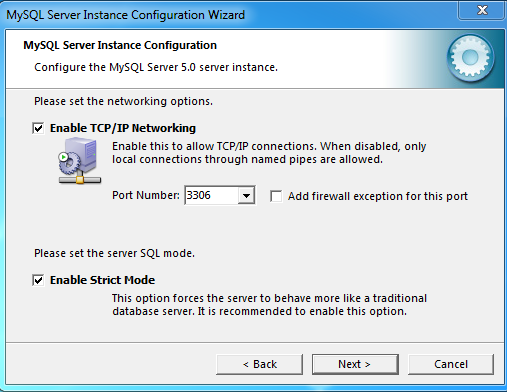 MySQL Server Instance Configuration Wizard
X
MySQL Server Instance Configuration
Configure the MySQL Server 5.0 server instance.
Please set the networking options.
Enable TCP/IP Networking
Enable this to allow TCP/IP connections. When disabled, only
local connections through named pipes are allowed.
Port Number: 3306 Add firewall exception for this port
Please set the server SQL mode.
Enable Strict Mode
This option forces the server to behave more like a traditional
database server. It is recommended to enable this option.
< Back Next > Cancel